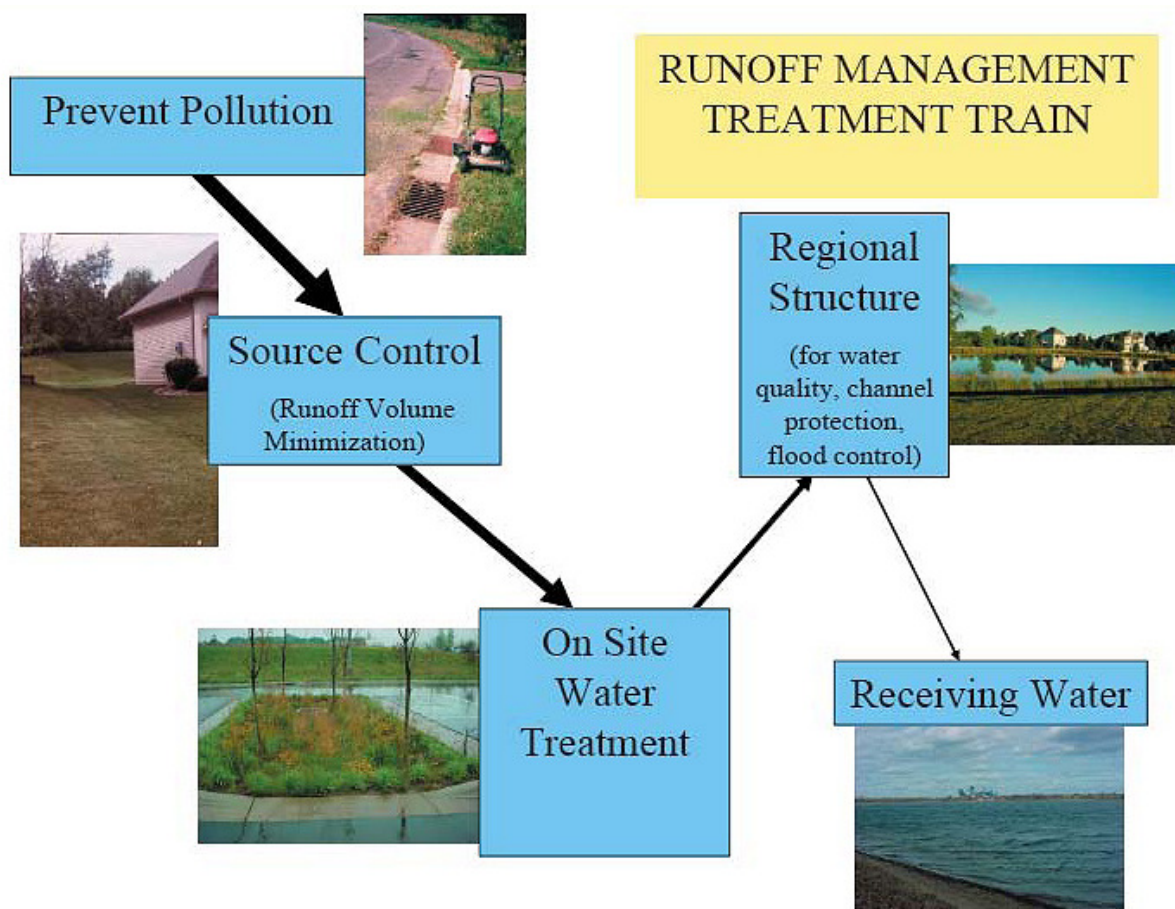 RUNOFF MANAGEMENT
TREATMENT TRAIN
Prevent Pollution
Source Control
(Runoff Volume
Minimization)
On Site
Water
Treatment
Regional
Structure
(for water
quality, channel
protection,
flood control)
Receiving Water